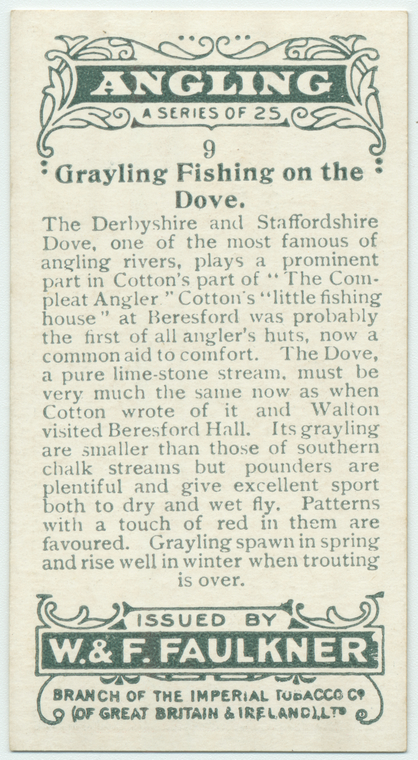 ANGLING
A SERIES OF 25
9
Grayling Fishing on the
Dove.
The Derbyshire and Staffordshire
Dove, one of the most famous of
angling rivers, plays a prominent
part in Cotton's part of "The Com-
pleat Angler" Cotton's "little fishing
house" at Beresford was probably
the first of all angler's huts, now a
common aid to comfort. The Dove,
a pure lime-stone stream, must be
very much the same now as when
Cotton wrote of it and Walton
visited Beresford Hall. Its grayling
are smaller than those of southern
chalk streams but pounders are
plentiful and give excellent sport
both to dry and wet fly. Patterns
with a touch of red in them are
favoured. Grayling spawn in spring
and rise well in winter when trouting
is over.
ISSUED BY
W. & F. FAULKNER
BRANCH OF THE IMPERIAL TOBACCO CO
(OF GREAT BRITAIN & IRELAND), LTD